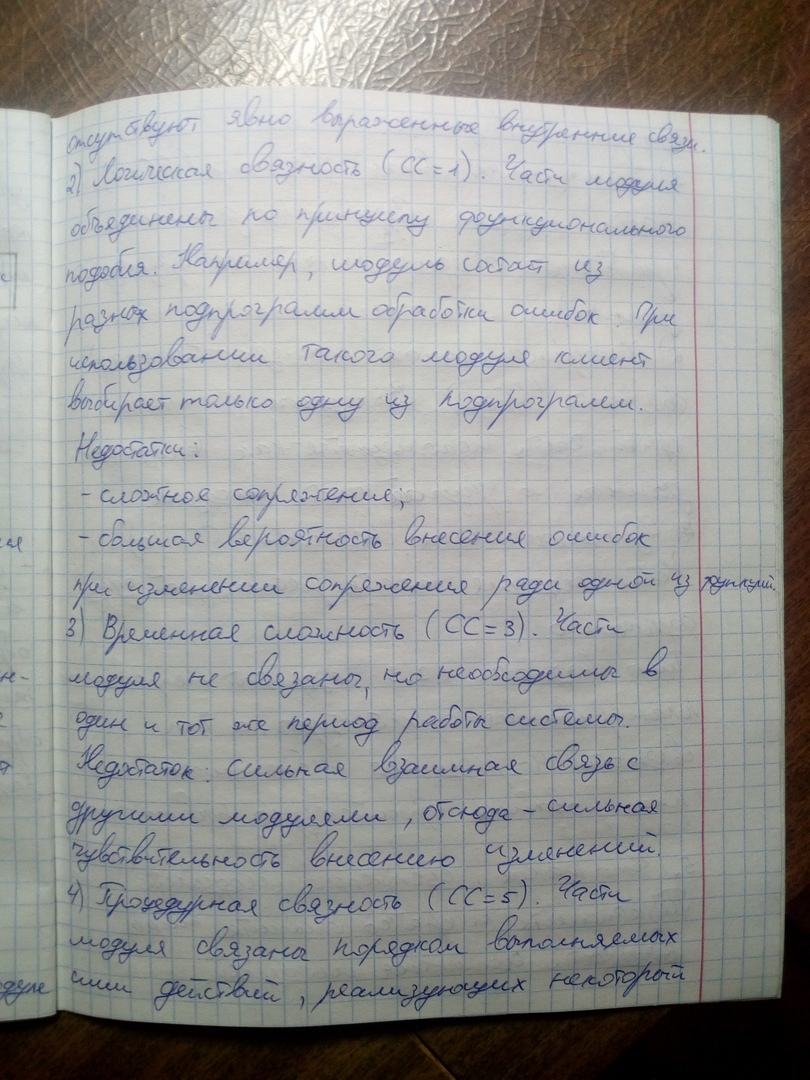 отсутствуют явно выраженные внутренние связи.
2) Логическая связность (СС=1). Части модуля
объединены по принципу функционального
подобия. Например, модуль состоит из
разных подпрограмм обработки ошибок. При
использовании такого модуля клиент
выбирает только одну из подпрограмм.
Недостатки:
- сложное сопряжение;
- большая вероятность внесения ошибок
при изменении сопряжения ради одной из функций.
3) Временная сложность (СС=3). Части
модуля не связаны, но необходимы в
один и тот же период работы системы.
Недостаток: сильная взаимная связь с
другими модулями, отсюда - сильная
чувствительность внесению изменений.
4) Процедурная связность (СС=5). Части
модуля связаны порядком выполняемых
ими действий, реализующих некоторый